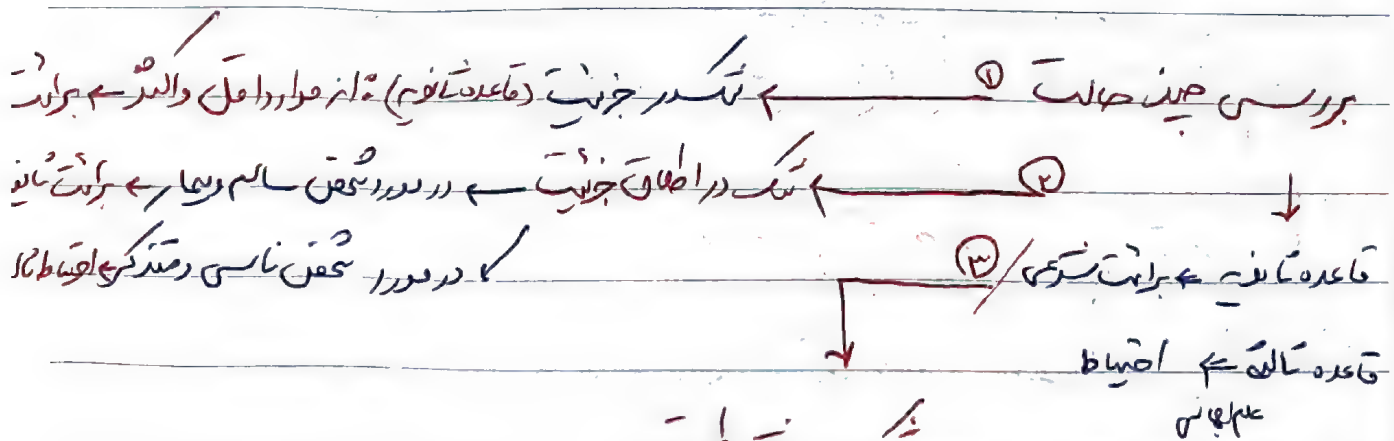 بررسی چند حالت ① ← شک در جزئیت (قاعده ثانویه): از موارد اقل و اکثر ← برائت
② ← شک در اطلاق جزئیت ← در مورد شخص سالم و بیمار ← برائت ثانو
قاعده ثانویه ← برائت شرعی ③ در مورد شخص ناسی و متذکر ← احتیاط
قاعده ثالثه ← احتیاط
علم اجمالی